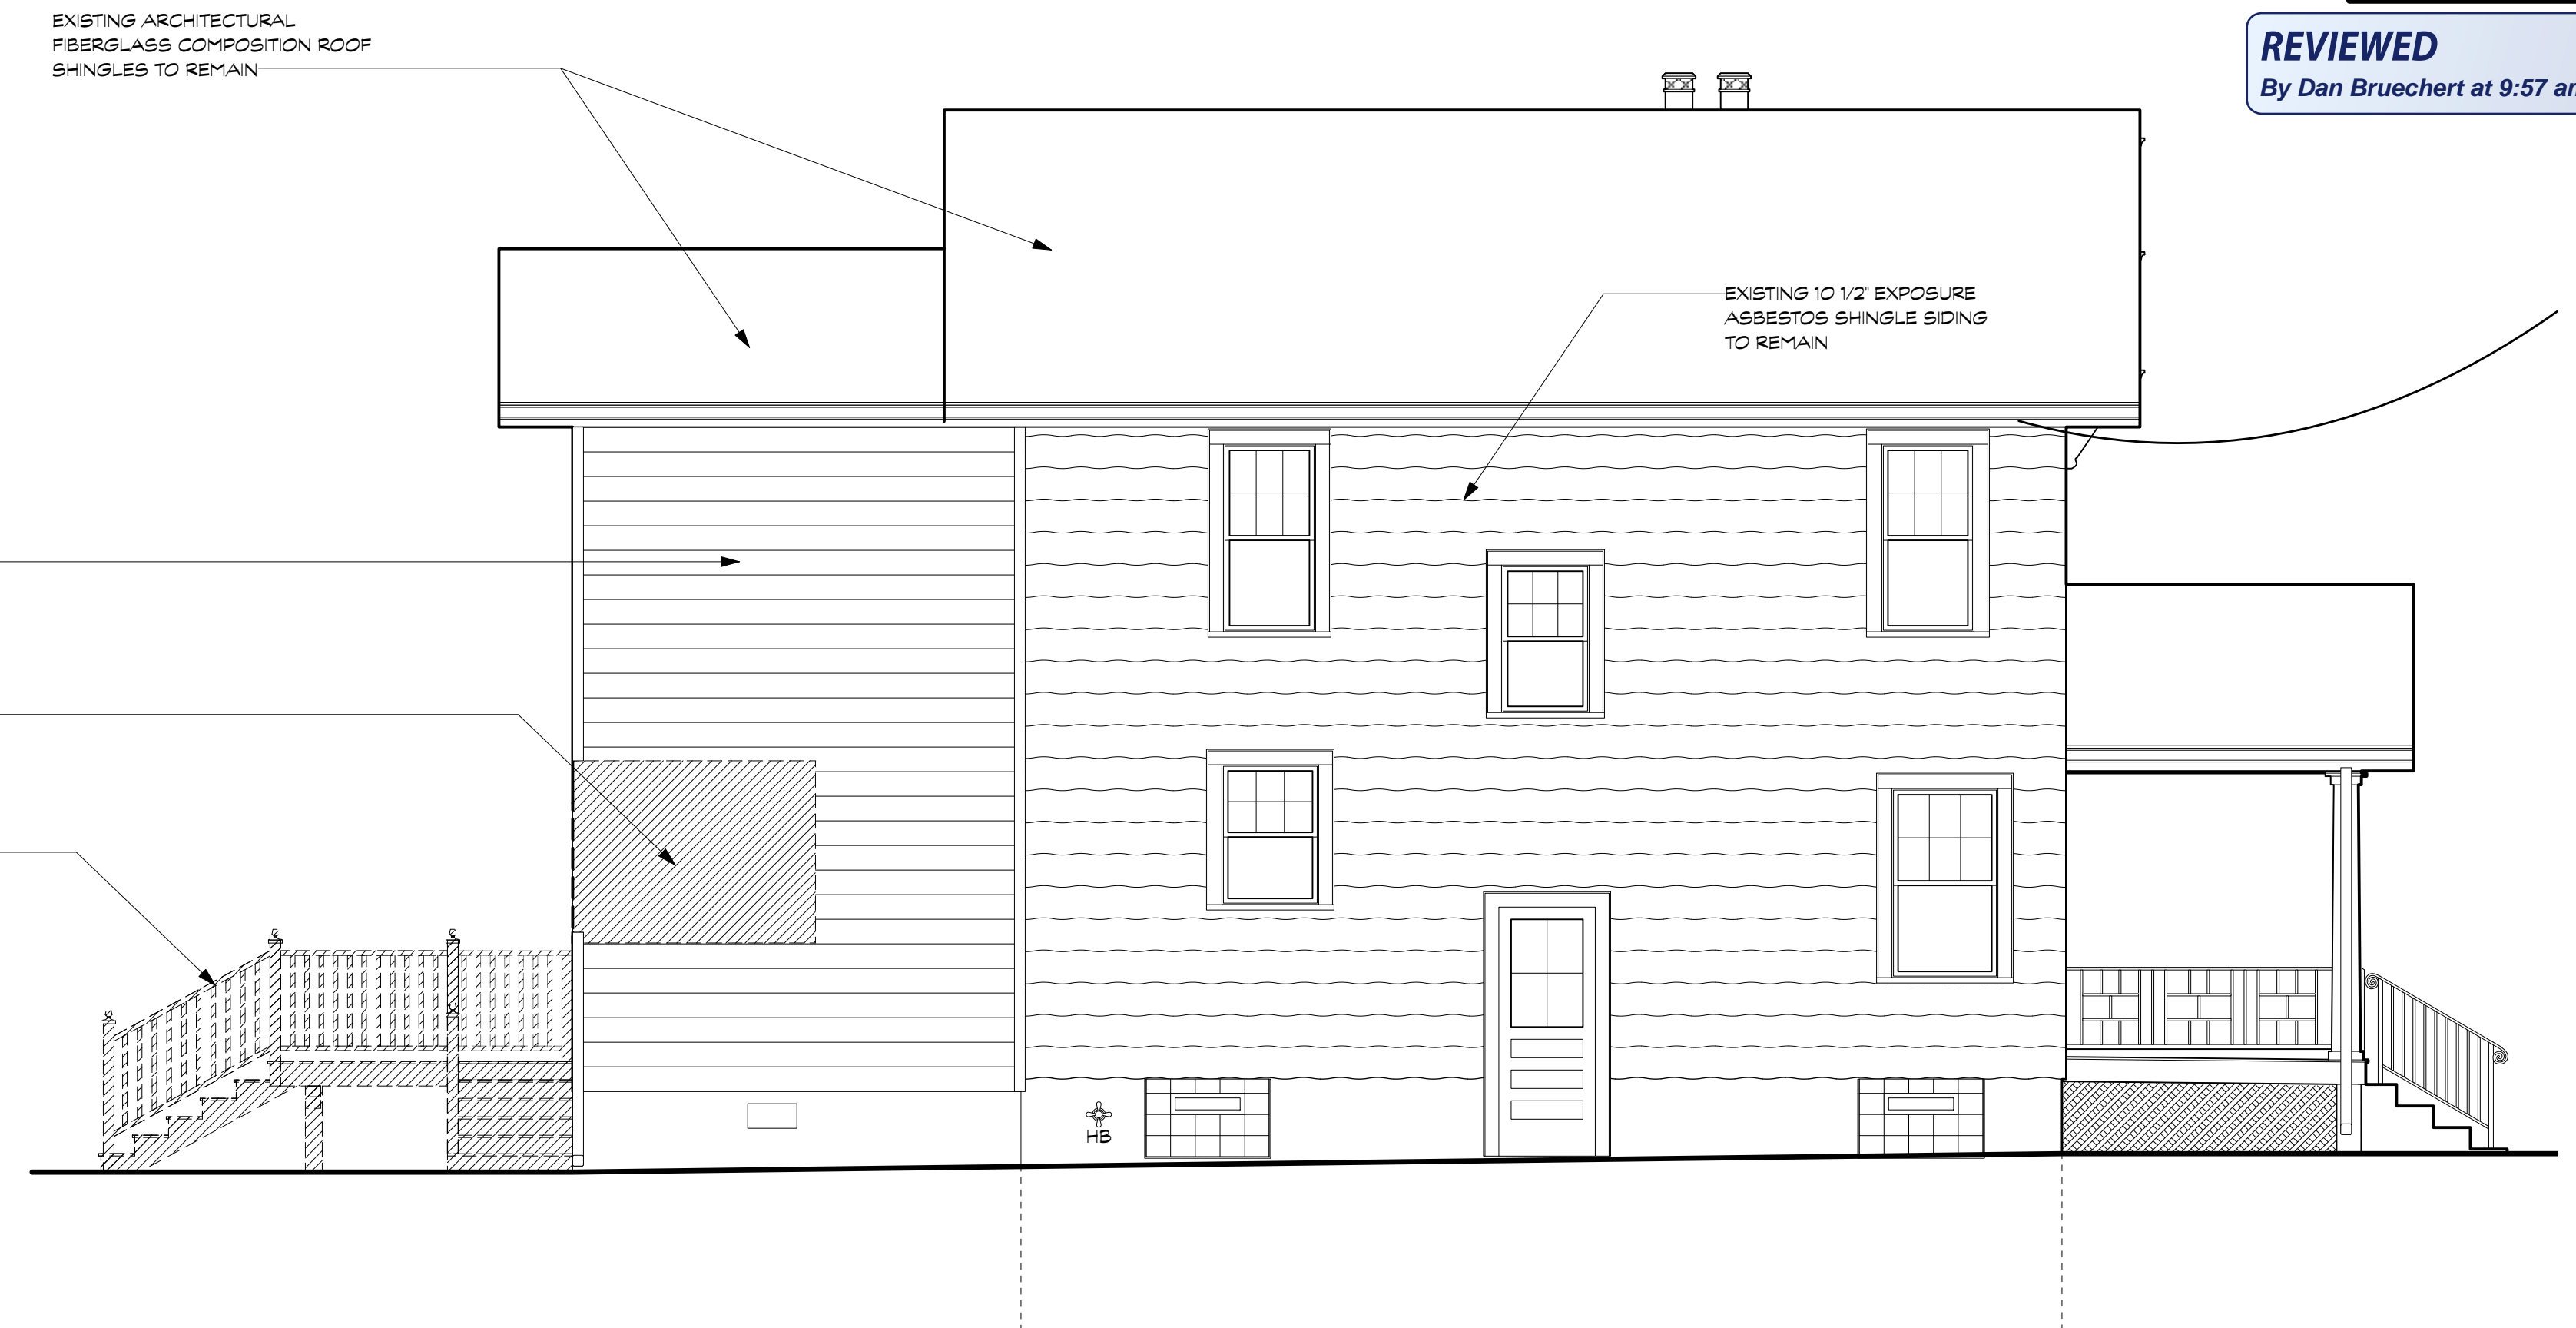 EXISTING ARCHITECTURAL
FIBERGLASS COMPOSITION ROOF
SHINGLES TO REMAIN
REVIEWED
By Dan Bruechert at 9:57 am
EXISTING 10 1/2" EXPOSURE
ASBESTOS SHINGLE SIDING
TO REMAIN
HB